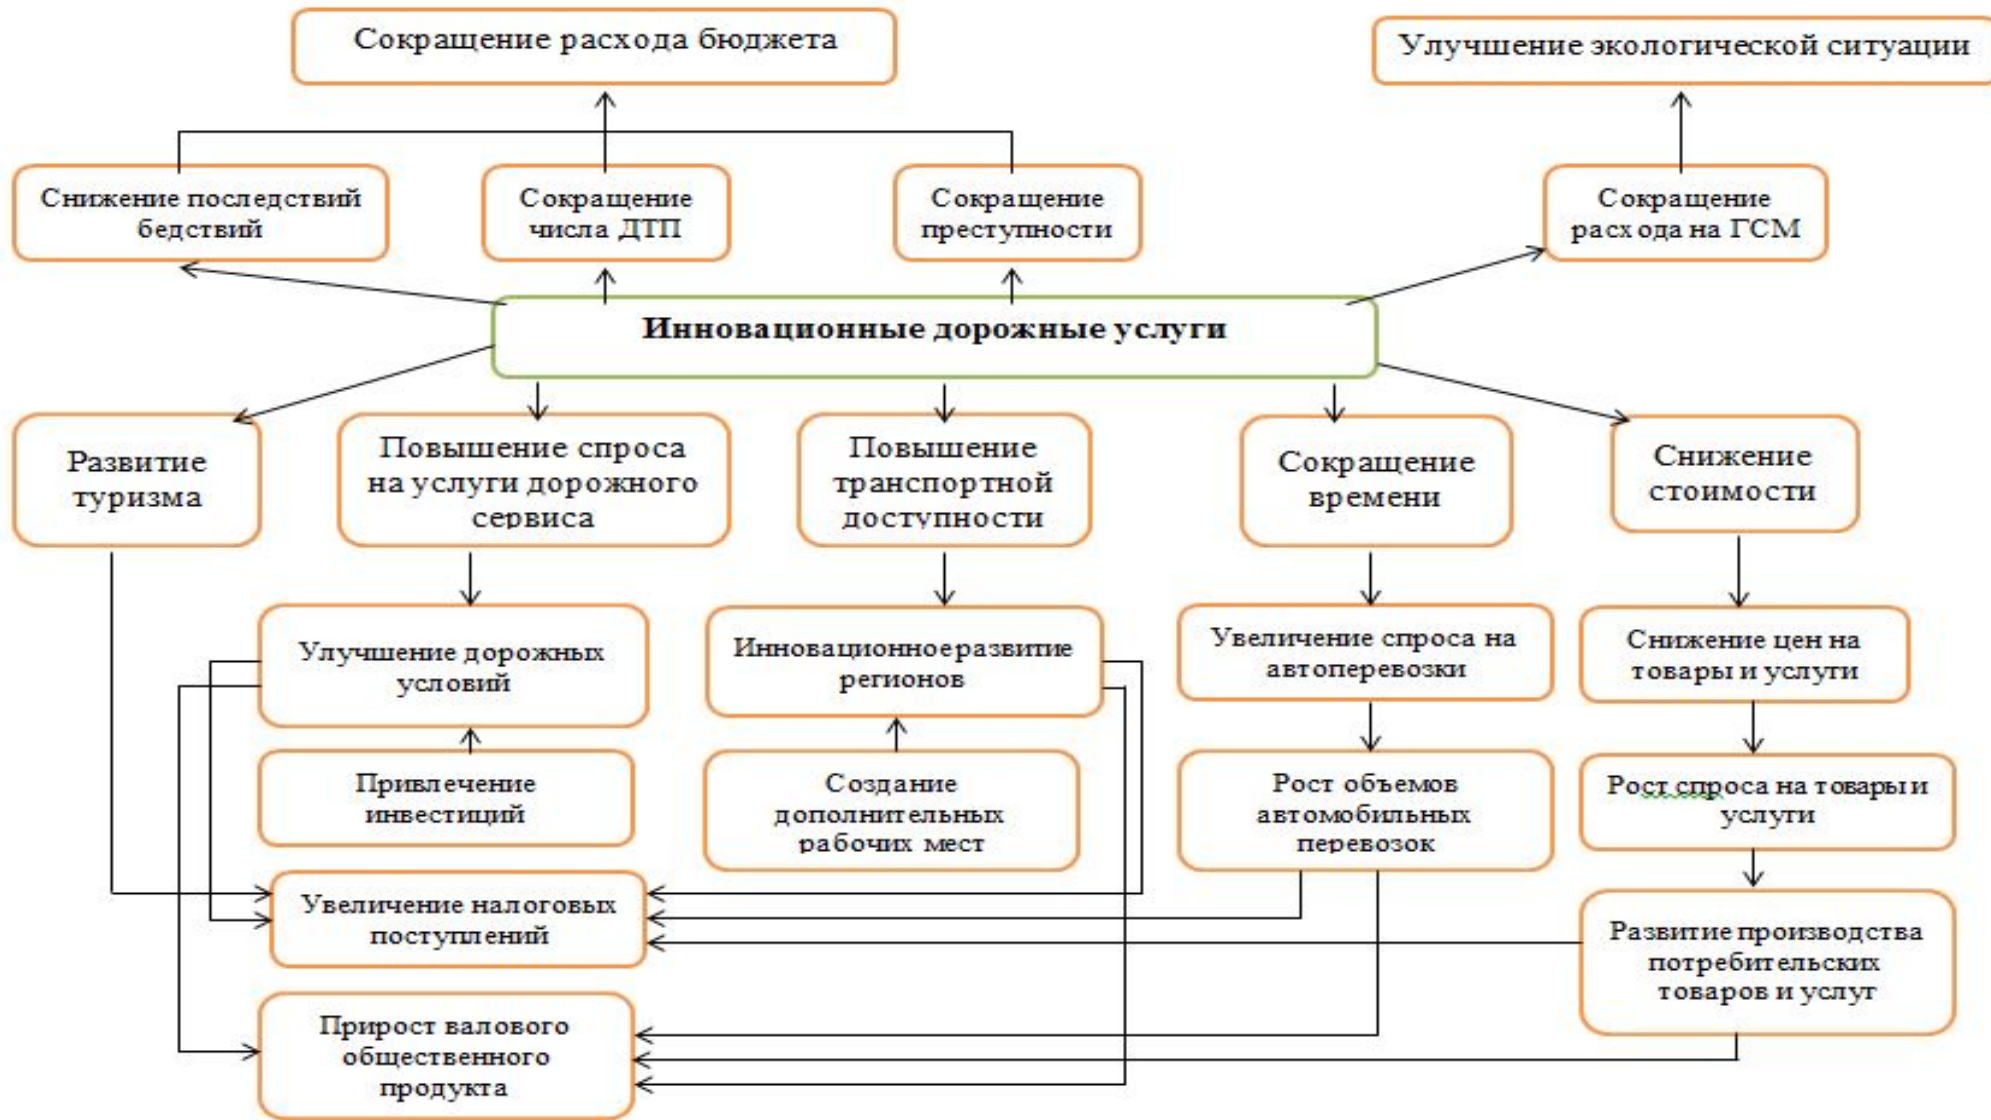 Сокращение расхода бюджета
Улучшение экологической ситуации
Снижение последствий
бедствий
Сокращение
числа ДТП
Сокращение
преступности
Сокращение
расхода на ГСМ
Инновационные дорожные услуги
Развитие
туризма
Повышение спроса
на услуги дорожного
сервиса
Повышение
транспортной
доступности
Сокращение
времени
Снижение
стоимости
Улучшение дорожных
условий
Инновационное развитие
регионов
Увеличение спроса на
автоперевозки
Снижение цен на
товары и услуги
Привлечение
инвестиций
Создание
дополнительных
рабочих мест
Рост объемов
автомобильных
перевозок
Рост спроса на товары и
услуги
Увеличение налоговых
поступлений
Развитие производства
потребительских
товаров и услуг
Прирост валового
общественного
продукта